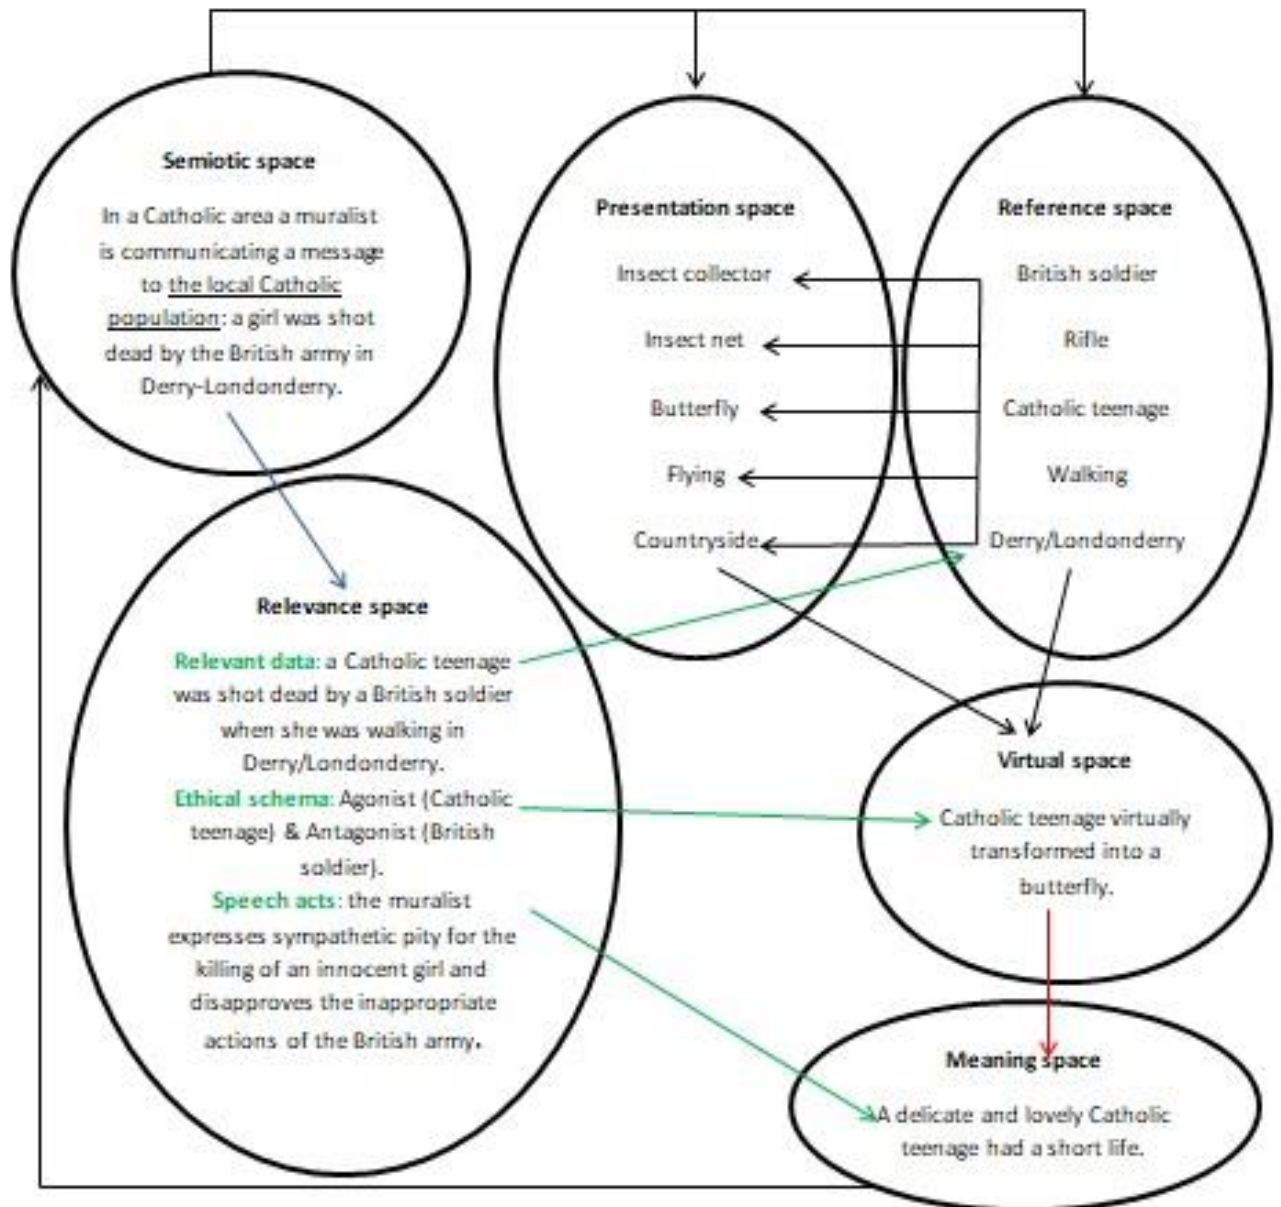 Semiotic space
In a Catholic area a muralist
is communicating a message
to the local Catholic
population: a girl was shot
dead by the British army in
Derry-Londonderry.
Presentation space
Insect collector
Insect net
Butterfly
Flying
Countryside
Reference space
British soldier
Rifle
Catholic teenage
Walking
Derry/Londonderry
Relevance space
Relevant data: a Catholic teenage
was shot dead by a British soldier
when she was walking in
Derry/Londonderry.
Ethical schema: Agonist (Catholic
teenage) & Antagonist (British
soldier).
Speech acts: the muralist
expresses sympathetic pity for the
killing of an innocent girl and
disapproves the inappropriate
actions of the British army.
Virtual space
Catholic teenage virtually
transformed into a
butterfly.
Meaning space
A delicate and lovely Catholic
teenage had a short life.